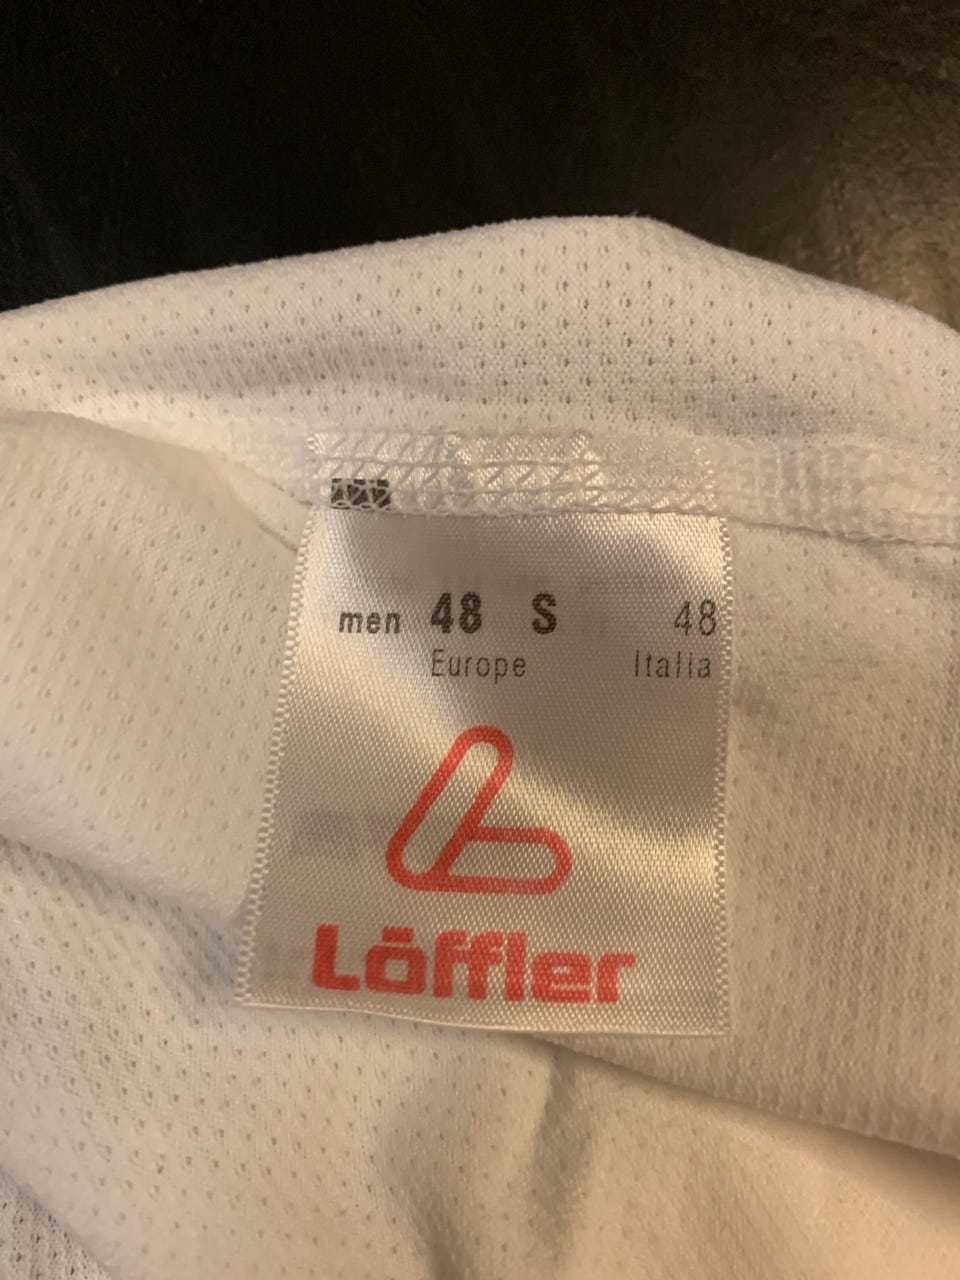 men 48 S 48
Europe Italia
Löffler